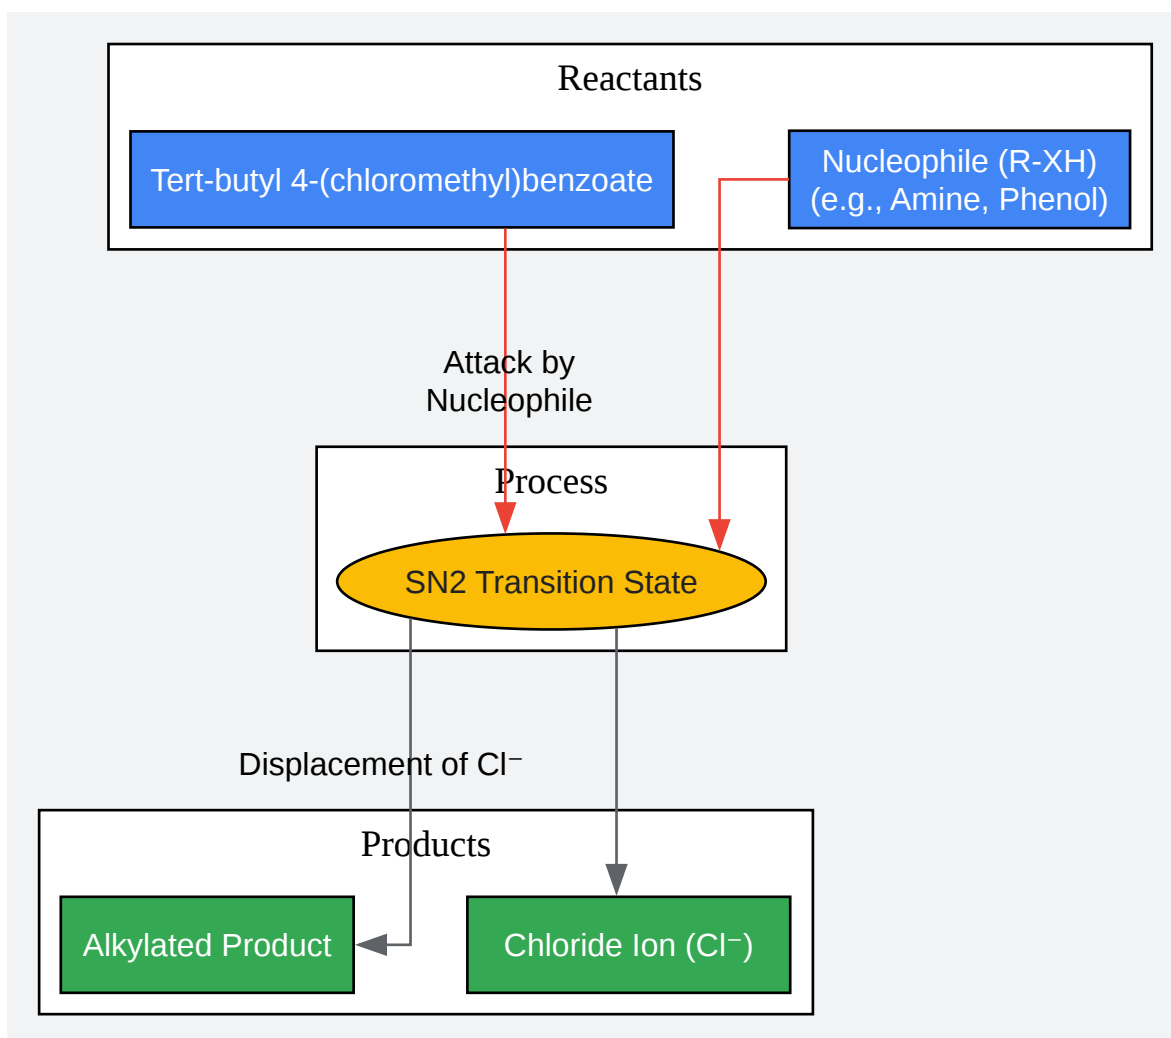 Reactants
Tert-butyl 4-(chloromethyl)benzoate
Nucleophile (R-XH)
(e.g., Amine, Phenol)
Attack by
Nucleophile
Process
SN2 Transition State
Displacement of Cl⁻
Products
Alkylated Product
Chloride Ion (Cl⁻)